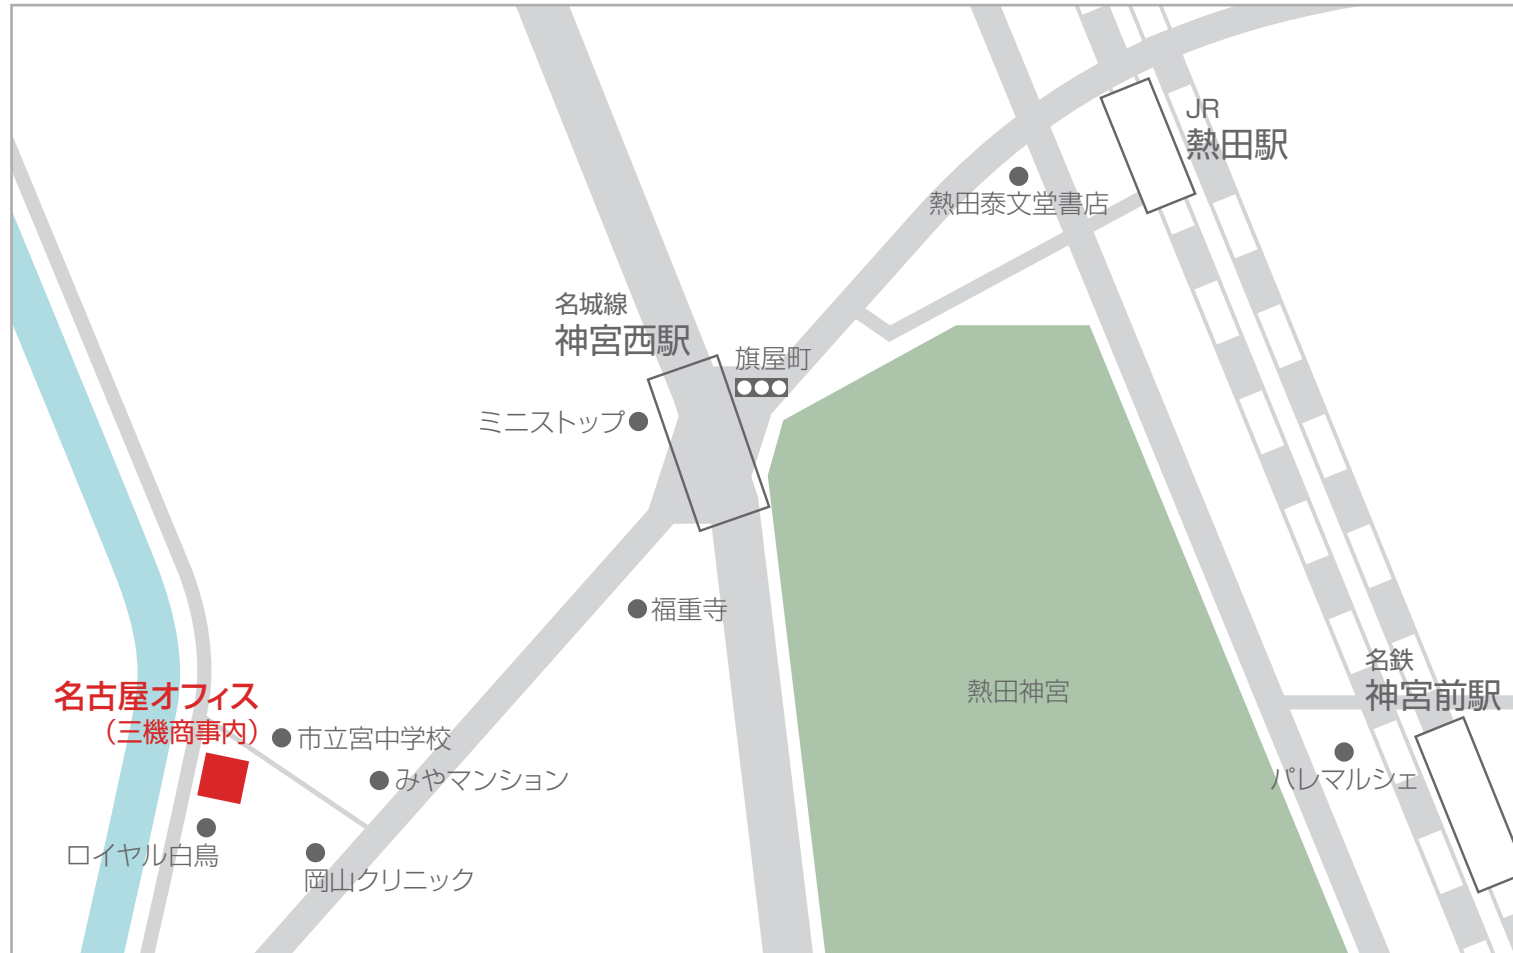 JR
熱田駅
熱田泰文堂書店
名城線
神宮西駅
旗屋町
ミニストップ
福重寺
熱田神宮
名鉄
神宮前駅
パレマルシェ
名古屋オフィス
（三機商事内）
市立宮中学校
みやマンション
ロイヤル白鳥
岡山クリニック